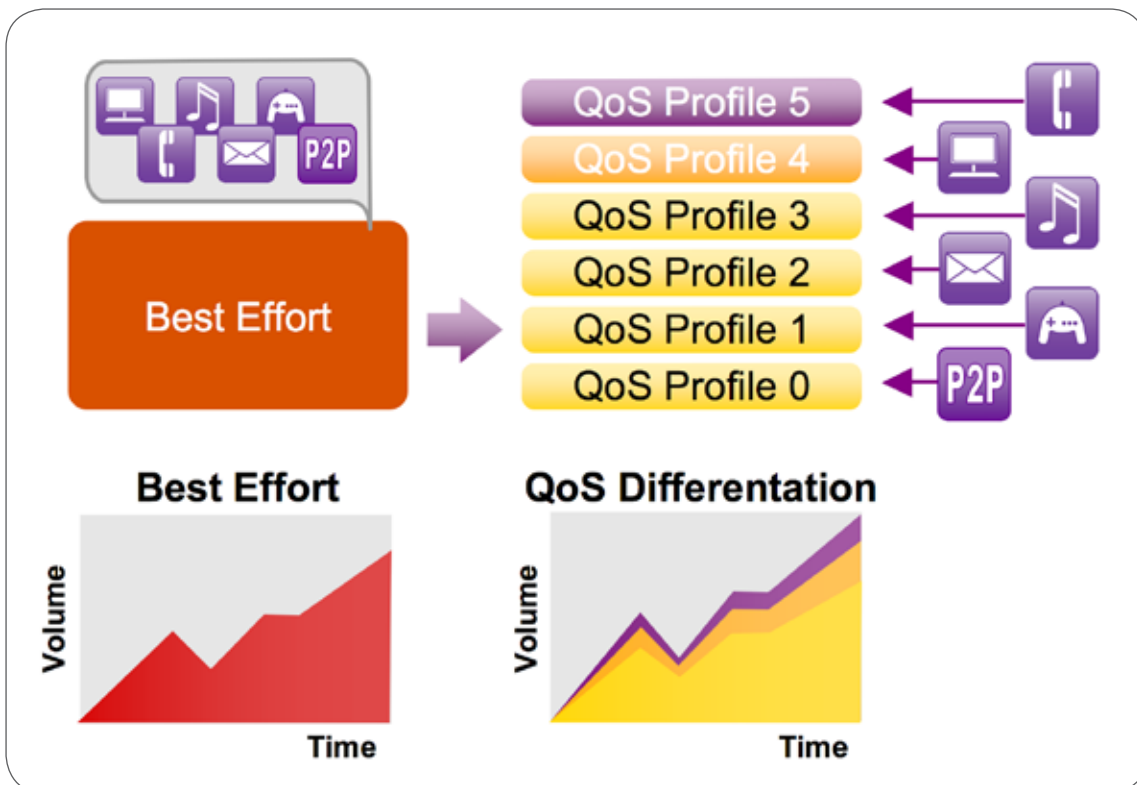 P2P
Best Effort
QoS Profile 5
QoS Profile 4
QoS Profile 3
QoS Profile 2
QoS Profile 1
QoS Profile 0
P2P
Best Effort
Volume
Time
QoS Differentation
Volume
Time